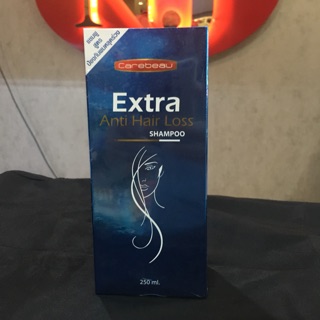 Carebeau
Extra
Anti Hair Loss
SHAMPOO
250 ml.